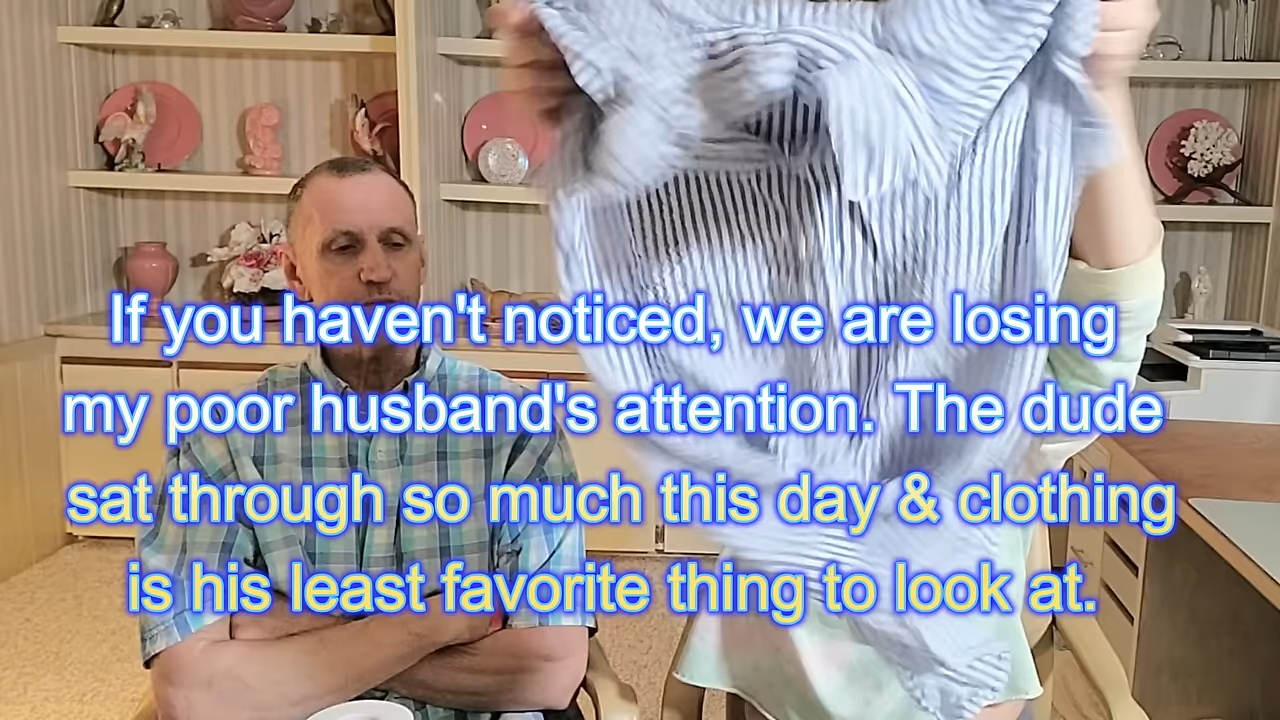 If you haven't noticed, we are losing
my poor husband's attention. The dude
sat through so much this day & clothing
is his least favorite thing to look at.